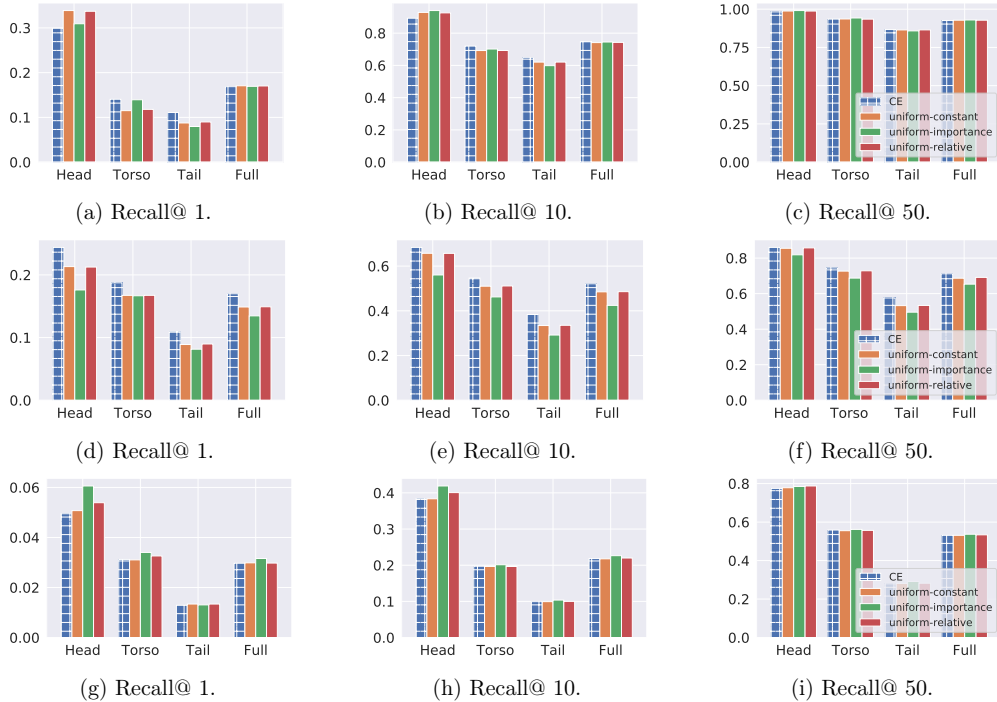 0.3
0.2
0.1
0.0
Head Torso Tail Full
(a) Recall@ 1.
0.8
0.6
0.4
0.2
0.0
Head Torso Tail Full
(b) Recall@ 10.
1.00
0.75
0.50
0.25
0.00
CE
uniform-constant
uniform-importance
uniform-relative
Head Torso Tail Full
(c) Recall@ 50.
0.2
0.1
0.0
Head Torso Tail Full
(d) Recall@ 1.
0.6
0.4
0.2
0.0
Head Torso Tail Full
(e) Recall@ 10.
0.8
0.6
0.4
0.2
0.0
CE
uniform-constant
uniform-importance
uniform-relative
Head Torso Tail Full
(f) Recall@ 50.
0.06
0.04
0.02
0.00
Head Torso Tail Full
(g) Recall@ 1.
0.4
0.3
0.2
0.1
0.0
Head Torso Tail Full
(h) Recall@ 10.
0.8
0.6
0.4
0.2
0.0
CE
uniform-constant
uniform-importance
uniform-relative
Head Torso Tail Full
(i) Recall@ 50.